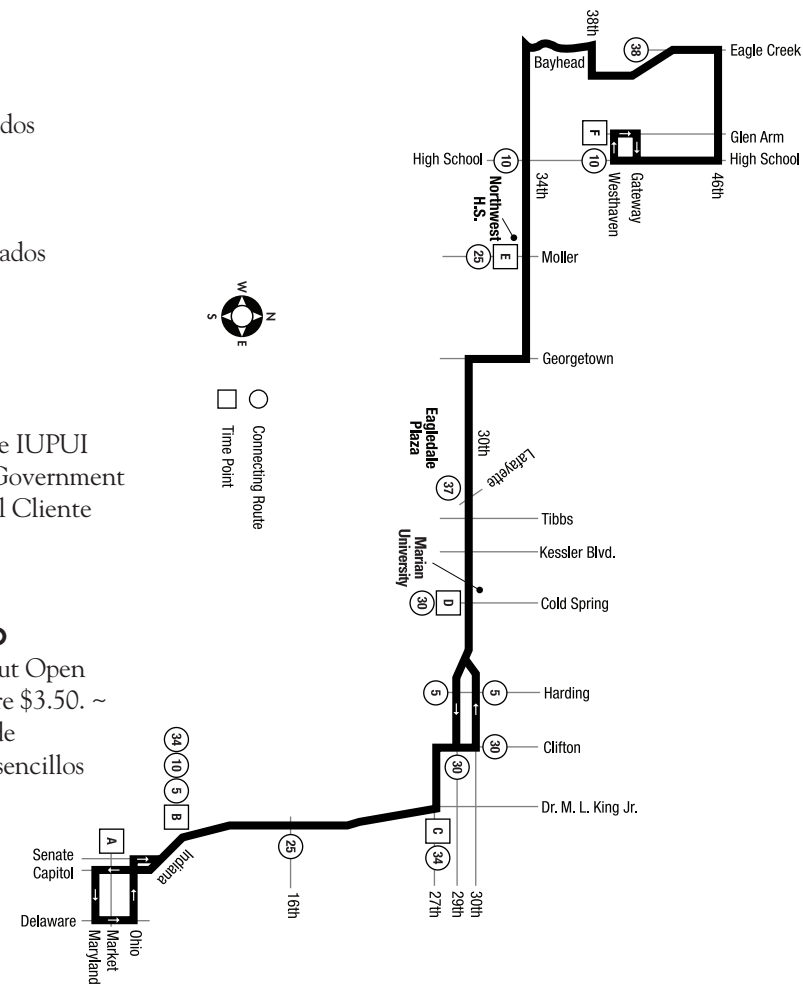 dos
ados
e IUPUI
Government
l Cliente
O
ut Open
re $3.50. ~
le
sencillos
38th
Bayhead
38
Eagle Creek
F
Glen Arm
High School
10
10
High School
Westhaven
Gateway
46th
34th
Northwest
H.S.
25
E
Moller
W
N
S
E
Connecting Route
Time Point
Georgetown
30th
Eagledale
Plaza
Lafayette
37
Tibbs
Kessler Blvd.
Marian
University
30
D
Cold Spring
5
5
Harding
30
Clifton
30
Dr. M. L. King Jr.
C
34
34
10
5
B
25
A
Senate
Capitol
Indiana
Delaware
Maryland
Market
Ohio
16th
27th
29th
30th